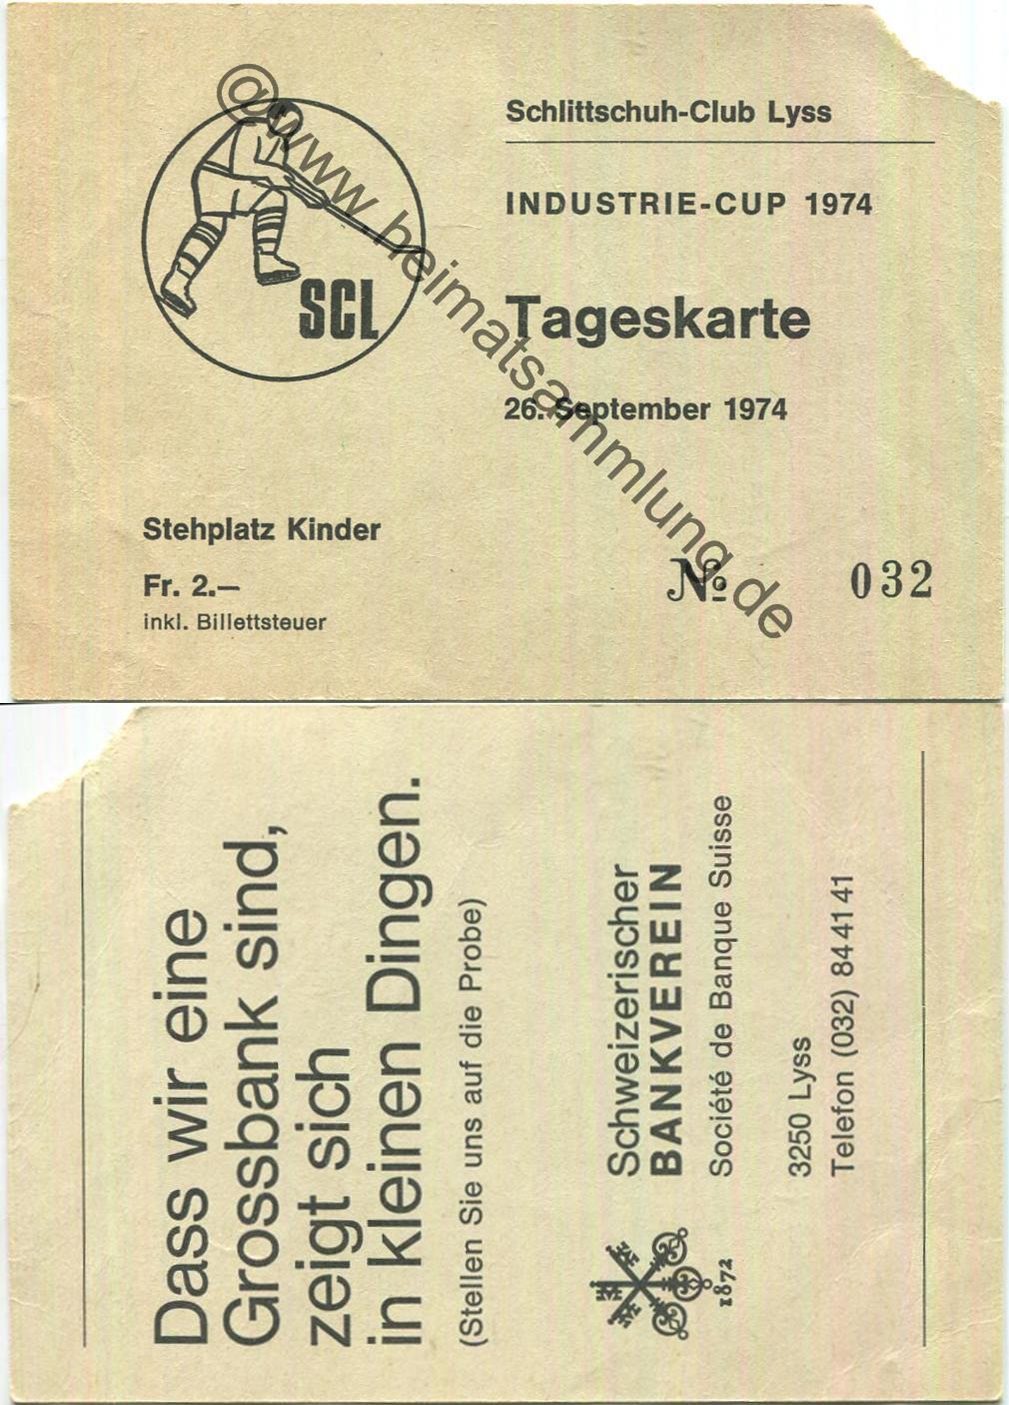 Schlittschuh-Club Lyss
INDUSTRIE-CUP 1974
SCL
Tageskarte
26. September 1974
Stehplatz Kinder
Fr. 2.—
inkl. Billettsteuer
№ 032
@www.heimatsammlung.de
Dass wir eine
Grossbank sind,
zeigt sich
in kleinen Dingen.
(Stellen Sie uns auf die Probe)
1872
Schweizerischer
BANKVEREIN
Société de Banque Suisse
3250 Lyss
Telefon (032) 84 41 41